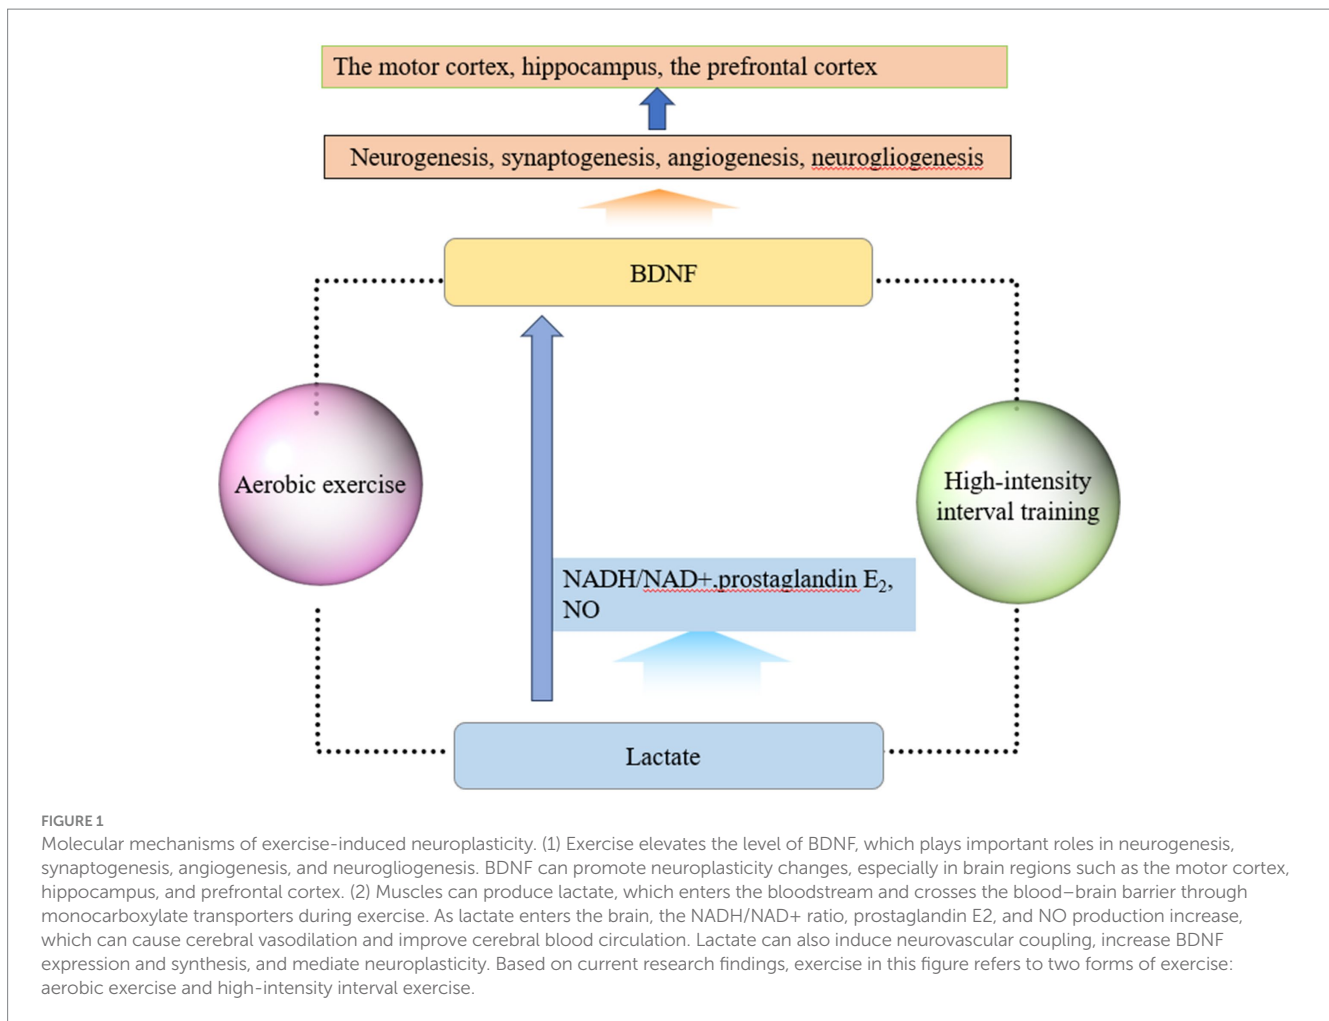 The motor cortex, hippocampus, the prefrontal cortex
Neurogenesis, synaptogenesis, angiogenesis, neurogliogenesis
BDNF
Aerobic exercise
High-intensity
interval training
NADH/NAD+,prostaglandin E₂,
NO
Lactate
FIGURE 1
Molecular mechanisms of exercise-induced neuroplasticity. (1) Exercise elevates the level of BDNF, which plays important roles in neurogenesis,
synaptogenesis, angiogenesis, and neurogliogenesis. BDNF can promote neuroplasticity changes, especially in brain regions such as the motor cortex,
hippocampus, and prefrontal cortex. (2) Muscles can produce lactate, which enters the bloodstream and crosses the blood–brain barrier through
monocarboxylate transporters during exercise. As lactate enters the brain, the NADH/NAD+ ratio, prostaglandin E2, and NO production increase,
which can cause cerebral vasodilation and improve cerebral blood circulation. Lactate can also induce neurovascular coupling, increase BDNF
expression and synthesis, and mediate neuroplasticity. Based on current research findings, exercise in this figure refers to two forms of exercise:
aerobic exercise and high-intensity interval exercise.